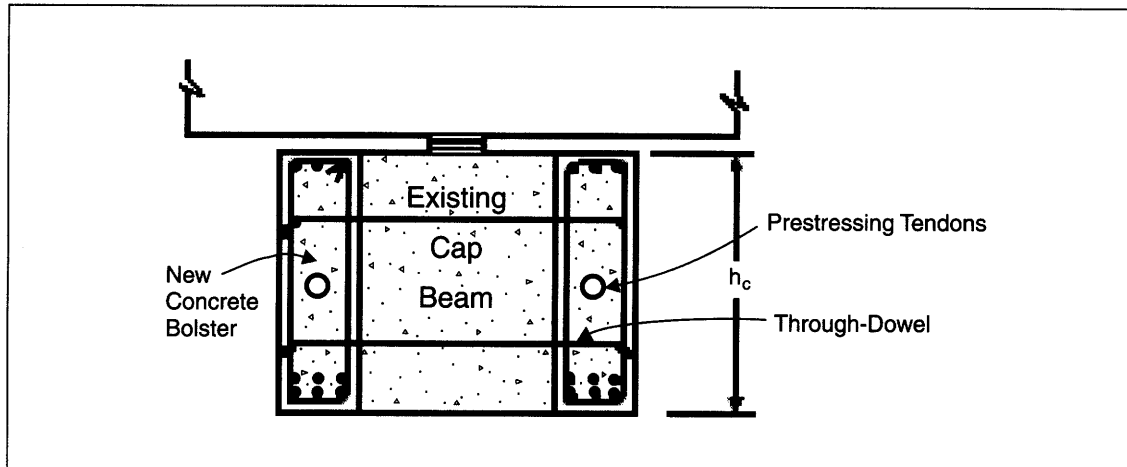 Existing
Cap
Beam
New
Concrete
Bolster
Prestressing Tendons
h_c
Through-Dowel